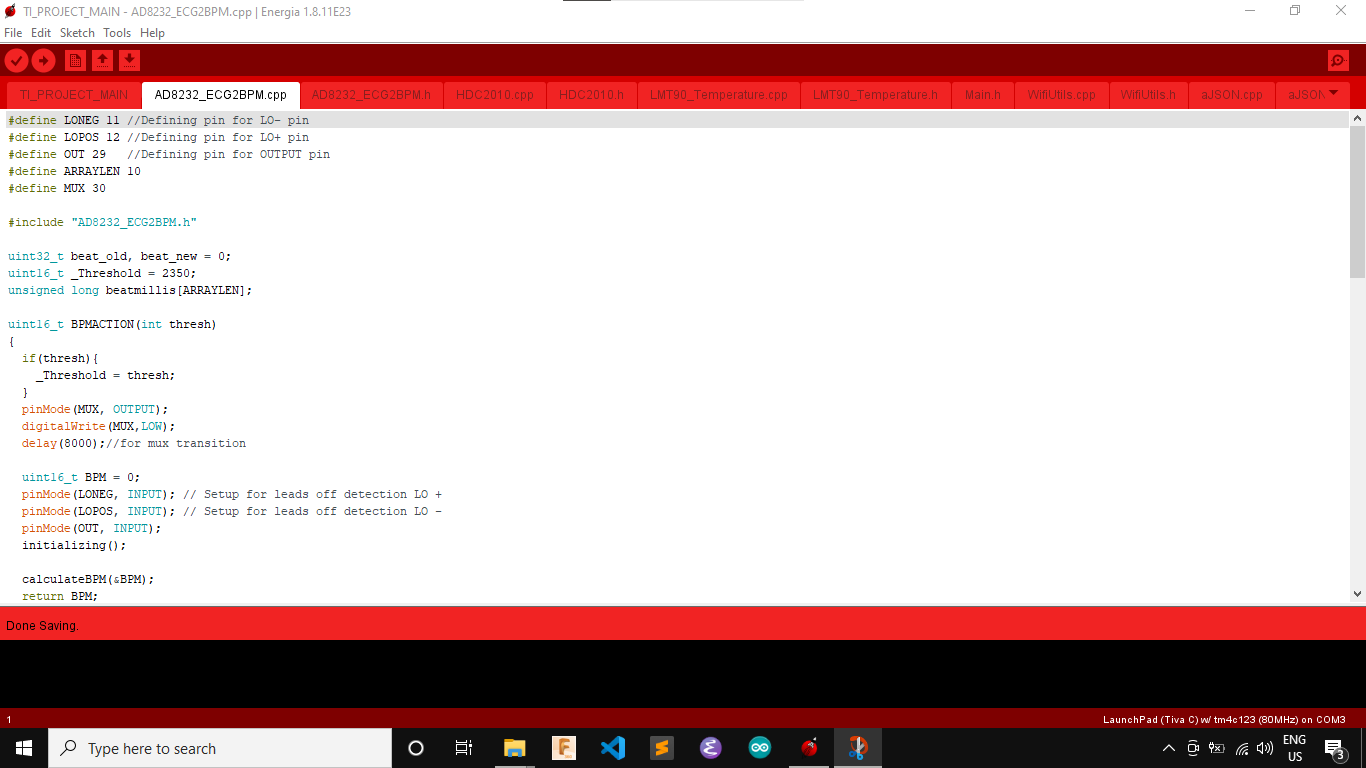 TI_PROJECT_MAIN - AD8232_ECG2BPM.cpp | Energia 1.8.11E23
File Edit Sketch Tools Help
TI_PROJECT_MAIN AD8232_ECG2BPM.cpp AD8232_ECG2BPM.h HDC2010.cpp HDC2010.h LMT90_Temperature.cpp LMT90_Temperature.h Main.h WifiUtils.cpp WifiUtils.h aJSON.cpp aJSON
#define LONEG 11 //Defining pin for LO- pin
#define LOPOS 12 //Defining pin for LO+ pin
#define OUT 29   //Defining pin for OUTPUT pin
#define ARRAYLEN 10
#define MUX 30
#include "AD8232_ECG2BPM.h"
uint32_t beat_old, beat_new = 0;
uint16_t _Threshold = 2350;
unsigned long beatmillis[ARRAYLEN];
uint16_t BPMACTION(int thresh)
{
  if(thresh){
    _Threshold = thresh;
  }
  pinMode(MUX, OUTPUT);
  digitalWrite(MUX,LOW);
  delay(8000);//for mux transition
  uint16_t BPM = 0;
  pinMode(LONEG, INPUT); // Setup for leads off detection LO +
  pinMode(LOPOS, INPUT); // Setup for leads off detection LO -
  pinMode(OUT, INPUT);
  initializing();
  calculateBPM(&BPM);
  return BPM;
Done Saving.
1 LaunchPad (Tiva C) w/ tm4c123 (80MHz) on COM3
Type here to search
ENG
US
3